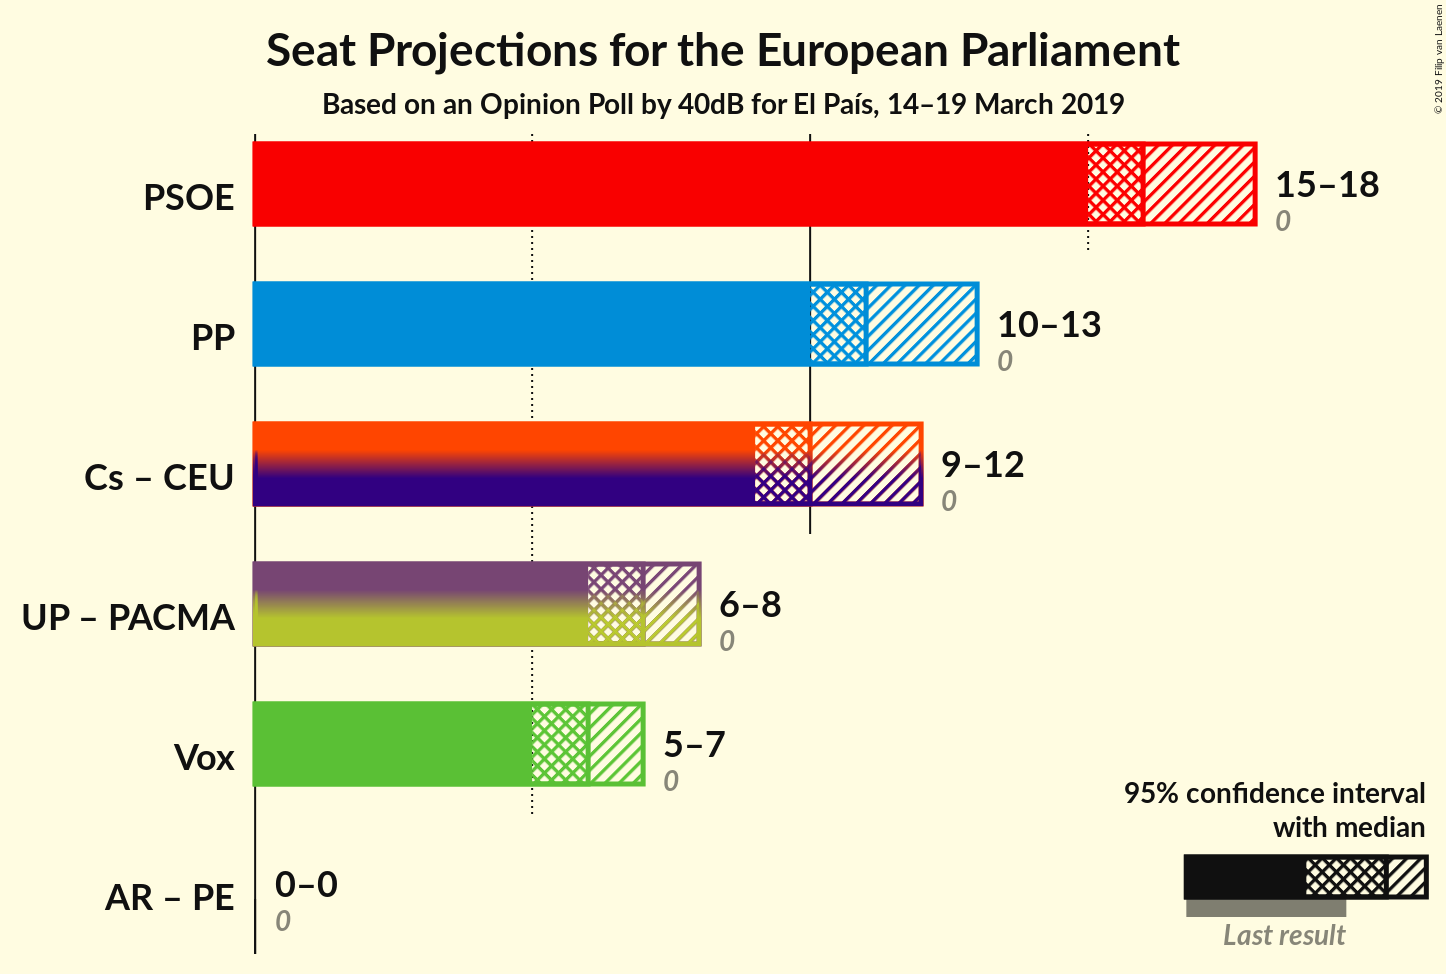 Seat Projections for the European Parliament
Based on an Opinion Poll by 40dB for El País, 14–19 March 2019
© 2019 Filip van Laenen
PSOE
15–18
0
PP
10–13
0
Cs – CEU
9–12
0
UP – PACMA
6–8
0
Vox
5–7
0
AR – PE
0–0
0
95% confidence interval
with median
Last result